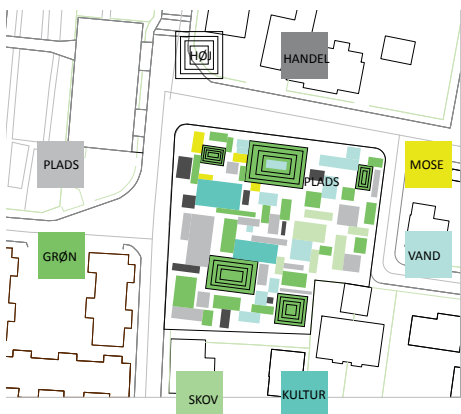 HØJ
HANDEL
PLADS
PLADS
MOSE
GRØN
VAND
SKOV
KULTUR